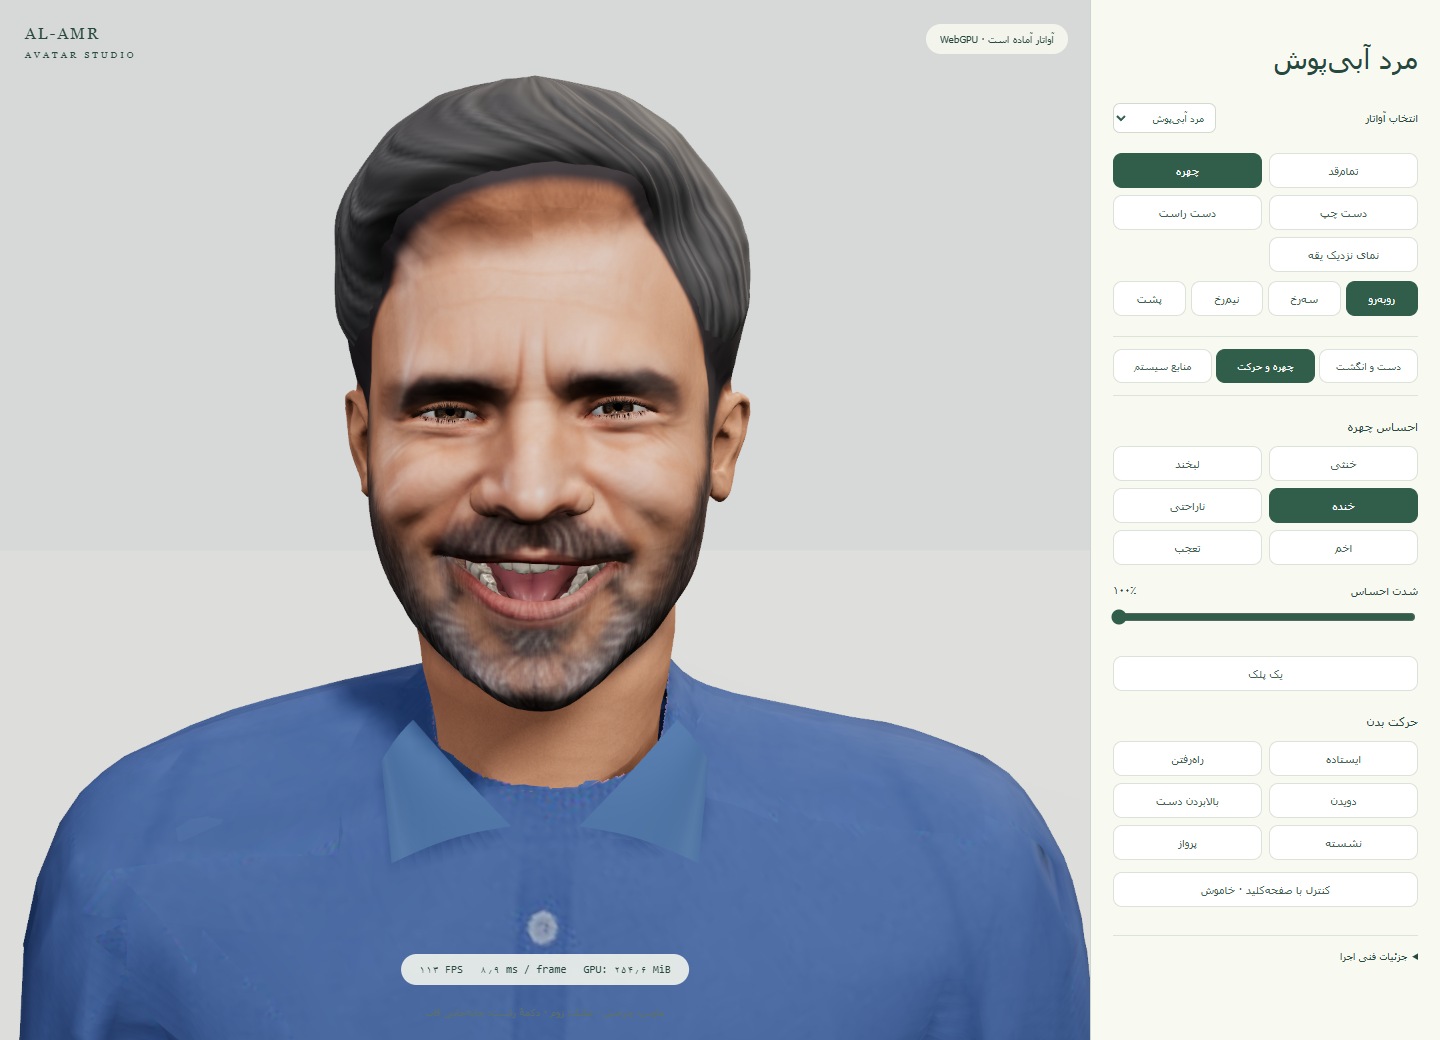 AL-AMR
AVATAR STUDIO
آواتار آماده است · WebGPU
مرد آبی‌پوش
انتخاب آواتار
مرد آبی‌پوش
تمام‌قد
چهره
دست چپ
دست راست
نمای نزدیک یقه
روبه‌رو
سه‌رخ
نیم‌رخ
پشت
دست و انگشت
چهره و حرکت
منابع سیستم
احساس چهره
خنثی
لبخند
خنده
ناراحتی
اخم
تعجب
شدت احساس
۱۰۰٪
یک پلک
حرکت بدن
ایستاده
راه‌رفتن
دویدن
بالابردن دست
نشسته
پرواز
کنترل با صفحه‌کلید · خاموش
جزئیات فنی اجرا
۱۱۳ FPS ۸٫۹ ms / frame GPU: ۲۵۴٫۶ MiB